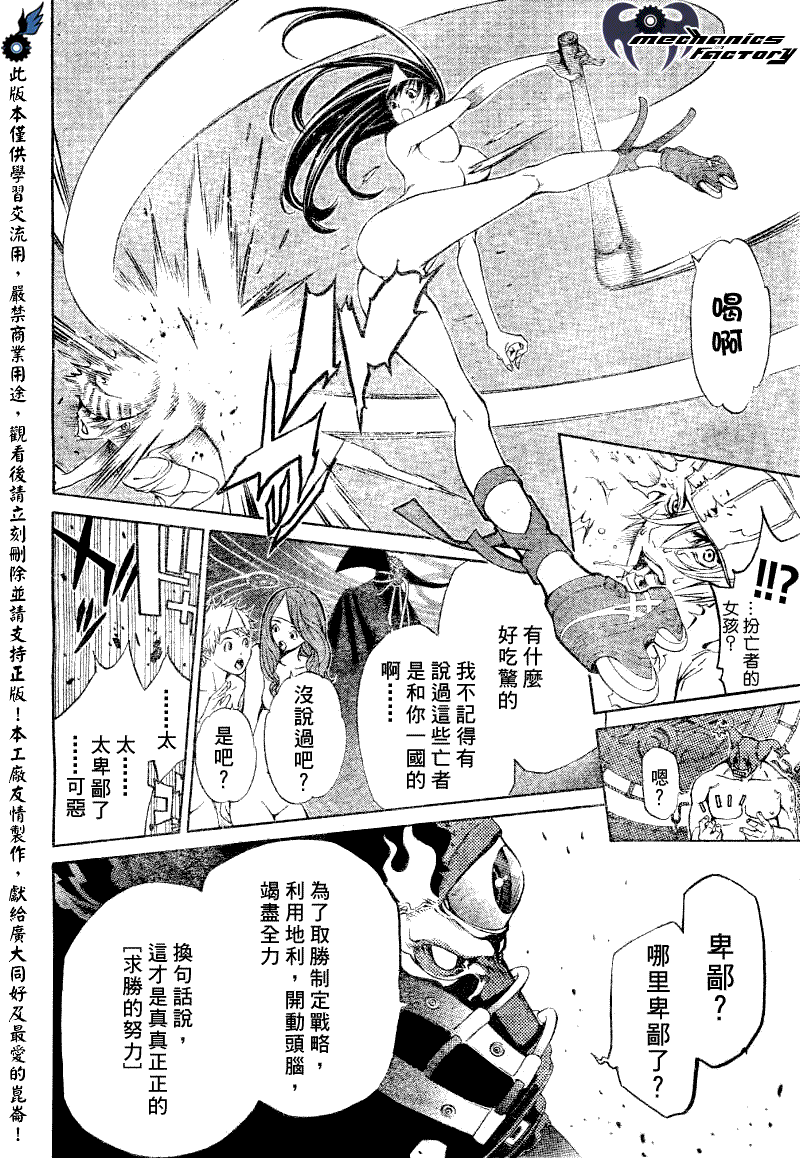 mechanics
Factory
喝啊
!!?
…扮亡者的
女孩?
嗯?
有什麼
好吃驚的
我不記得有
說過這些亡者
是和你一國的
啊……
沒說過吧?
是吧?
……太
太……
太卑鄙了
……可惡
卑鄙?
哪里卑鄙了?
為了取勝制定戰略,
利用地利,開動頭腦,
竭盡全力
換句話說,
這才是真真正正的
[求勝的努力]
此版本僅供學習交流用,嚴禁商業用途,觀看後請立刻刪除並請支持正版!本工廠友情製作,獻給廣大同好及最愛的崑崙!